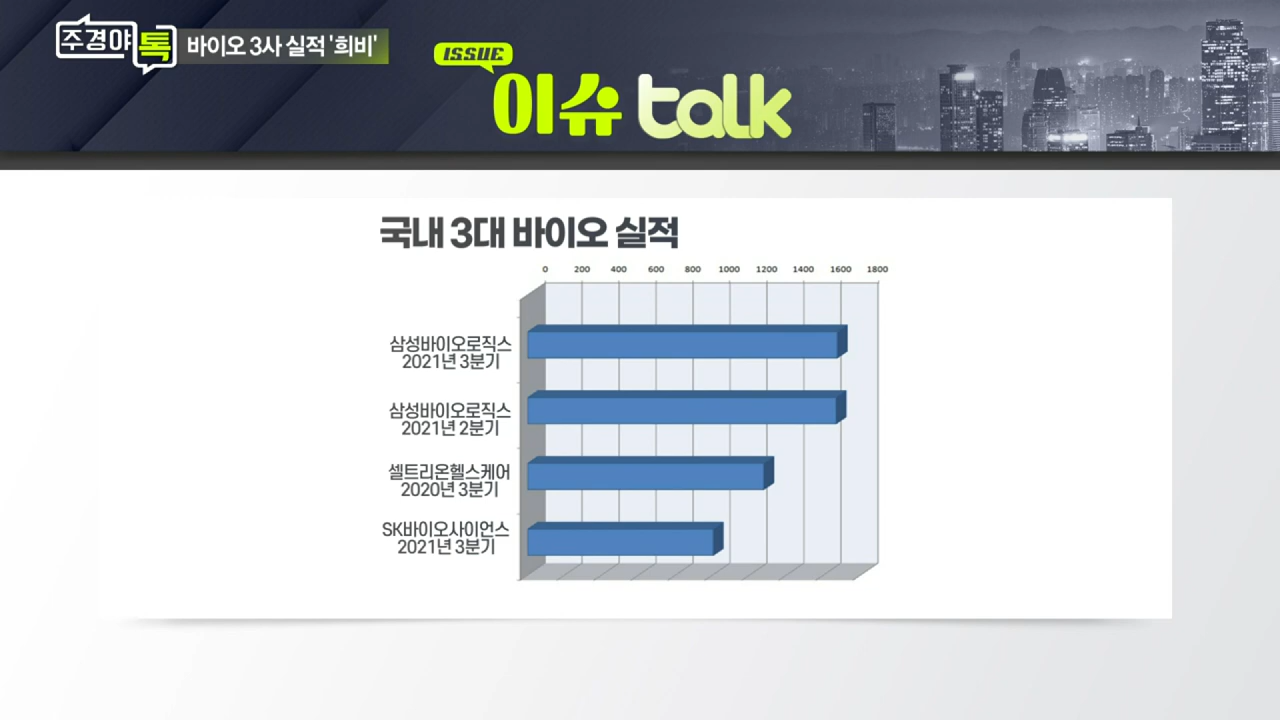 주경야톡
바이오 3사 실적 '희비'
ISSUE
이슈 talk
국내 3대 바이오 실적
0 200 400 600 800 1000 1200 1400 1600 1800
삼성바이오로직스
2021년 3분기
삼성바이오로직스
2021년 2분기
셀트리온헬스케어
2020년 3분기
SK바이오사이언스
2021년 3분기